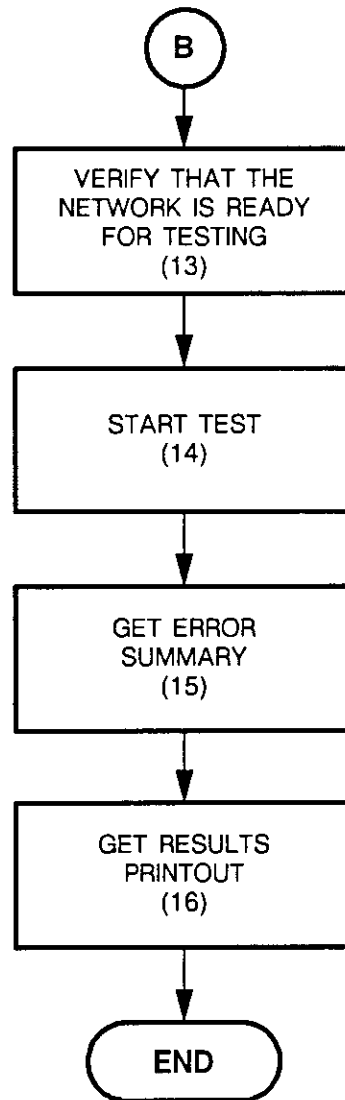 B
VERIFY THAT THE
NETWORK IS READY
FOR TESTING
(13)
START TEST
(14)
GET ERROR
SUMMARY
(15)
GET RESULTS
PRINTOUT
(16)
END